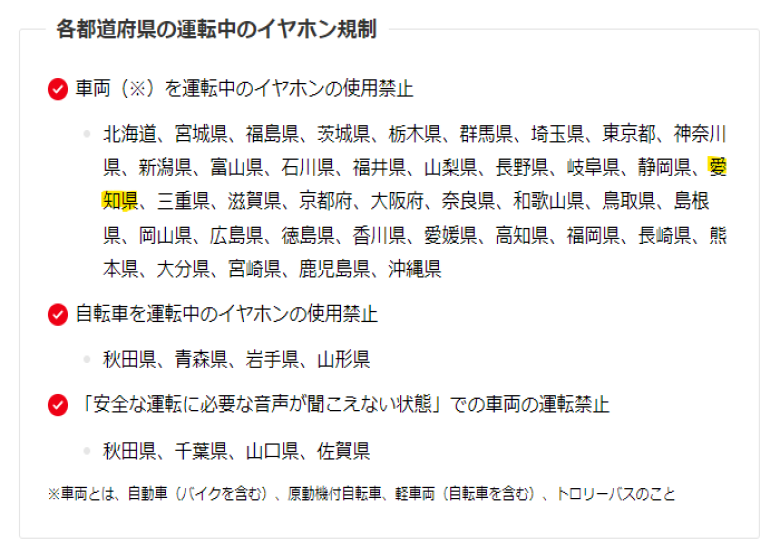 各都道府県の運転中のイヤホン規制
車両（※）を運転中のイヤホンの使用禁止
北海道、宮城県、福島県、茨城県、栃木県、群馬県、埼玉県、東京都、神奈川
県、新潟県、富山県、石川県、福井県、山梨県、長野県、岐阜県、静岡県、愛
知県、三重県、滋賀県、京都府、大阪府、奈良県、和歌山県、鳥取県、島根
県、岡山県、広島県、徳島県、香川県、愛媛県、高知県、福岡県、長崎県、熊
本県、大分県、宮崎県、鹿児島県、沖縄県
自転車を運転中のイヤホンの使用禁止
秋田県、青森県、岩手県、山形県
「安全な運転に必要な音声が聞こえない状態」での車両の運転禁止
秋田県、千葉県、山口県、佐賀県
※車両とは、自動車（バイクを含む）、原動機付自転車、軽車両（自転車を含む）、トロリーバスのこと